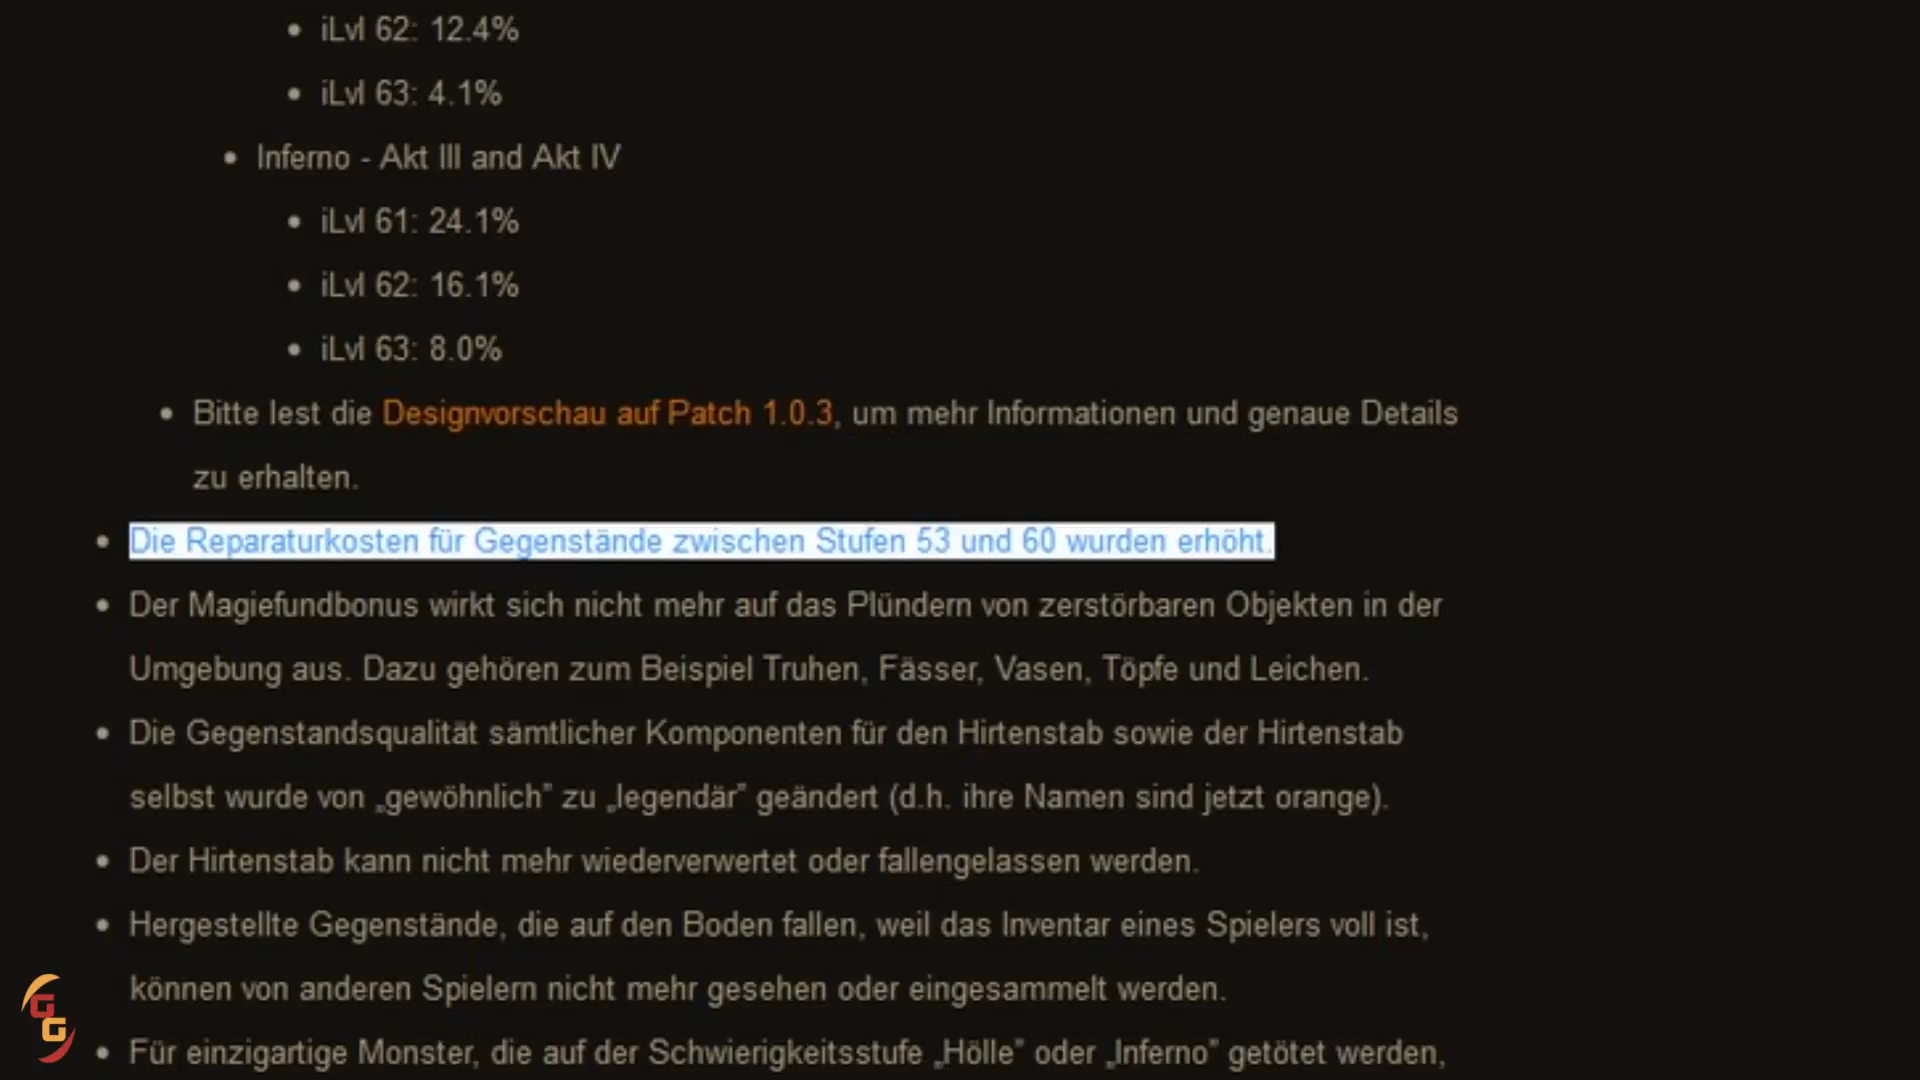 • iLvl 62: 12.4%
• iLvl 63: 4.1%
• Inferno - Akt III and Akt IV
• iLvl 61: 24.1%
• iLvl 62: 16.1%
• iLvl 63: 8.0%
• Bitte lest die Designvorschau auf Patch 1.0.3, um mehr Informationen und genaue Details
zu erhalten.
• Die Reparaturkosten für Gegenstände zwischen Stufen 53 und 60 wurden erhöht.
• Der Magiefundbonus wirkt sich nicht mehr auf das Plündern von zerstörbaren Objekten in der
Umgebung aus. Dazu gehören zum Beispiel Truhen, Fässer, Vasen, Töpfe und Leichen.
• Die Gegenstandsqualität sämtlicher Komponenten für den Hirtenstab sowie der Hirtenstab
selbst wurde von „gewöhnlich” zu „legendär” geändert (d.h. ihre Namen sind jetzt orange).
• Der Hirtenstab kann nicht mehr wiederverwertet oder fallengelassen werden.
• Hergestellte Gegenstände, die auf den Boden fallen, weil das Inventar eines Spielers voll ist,
können von anderen Spielern nicht mehr gesehen oder eingesammelt werden.
• Für einzigartige Monster, die auf der Schwierigkeitsstufe „Hölle” oder „Inferno” getötet werden,
G
G